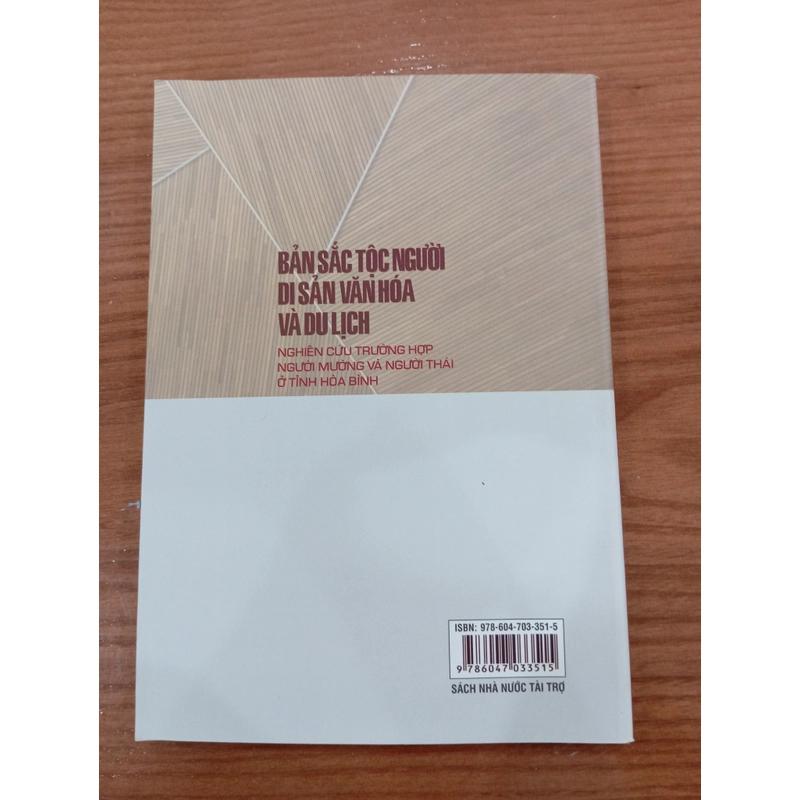 BẢN SẮC TỘC NGƯỜI
DI SẢN VĂN HÓA
VÀ DU LỊCH
NGHIÊN CỨU TRƯỜNG HỢP
NGƯỜI MƯỜNG VÀ NGƯỜI THÁI
Ở TỈNH HÒA BÌNH
ISBN: 978-604-703-351-5
9 786047 033515
SÁCH NHÀ NƯỚC TÀI TRỢ